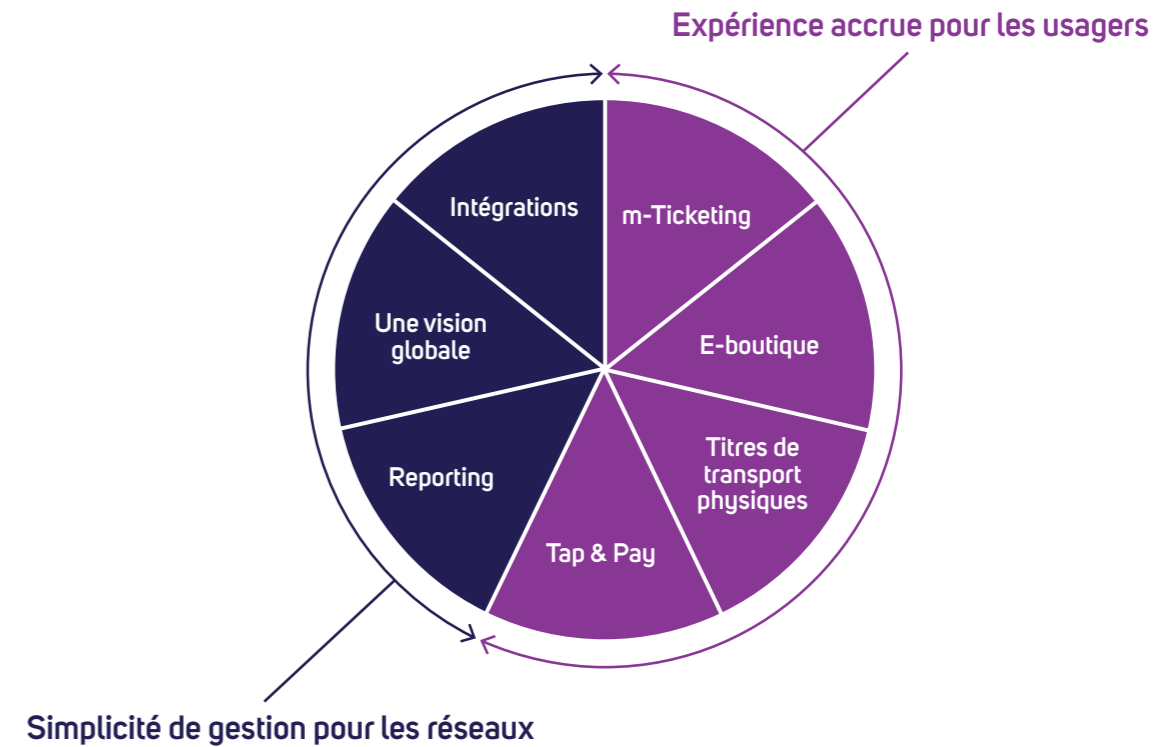 Expérience accrue pour les usagers
Intégrations
m-Ticketing
Une vision
globale
E-boutique
Reporting
Titres de
transport
physiques
Tap & Pay
Simplicité de gestion pour les réseaux